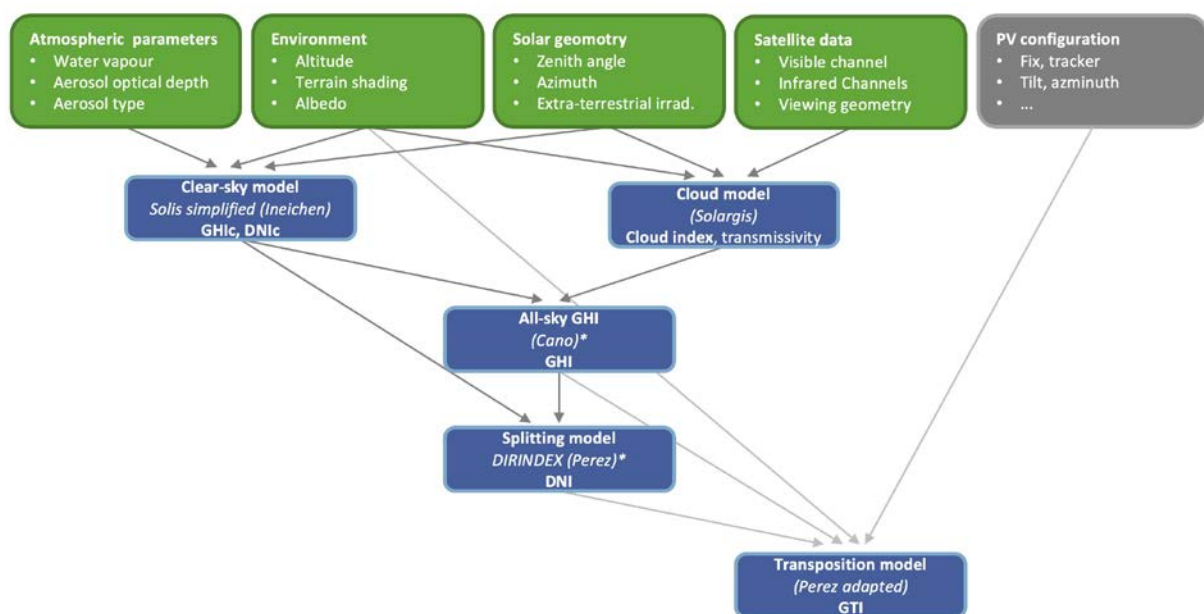 Atmospheric parameters
• Water vapour
• Aerosol optical depth
• Aerosol type
Environment
• Altitude
• Terrain shading
• Albedo
Solar geomotry
• Zenith angle
• Azimuth
• Extra-terrestrial irrad.
Satellite data
• Visible channel
• Infrared Channels
• Viewing geometry
PV configuration
• Fix, tracker
• Tilt, azminuth
• ...
Clear-sky model
Solis simplified (Ineichen)
GHIc, DNIc
Cloud model
(Solargis)
Cloud index, transmissivity
All-sky GHI
(Cano)*
GHI
Splitting model
DIRINDEX (Perez)*
DNI
Transposition model
(Perez adapted)
GTI